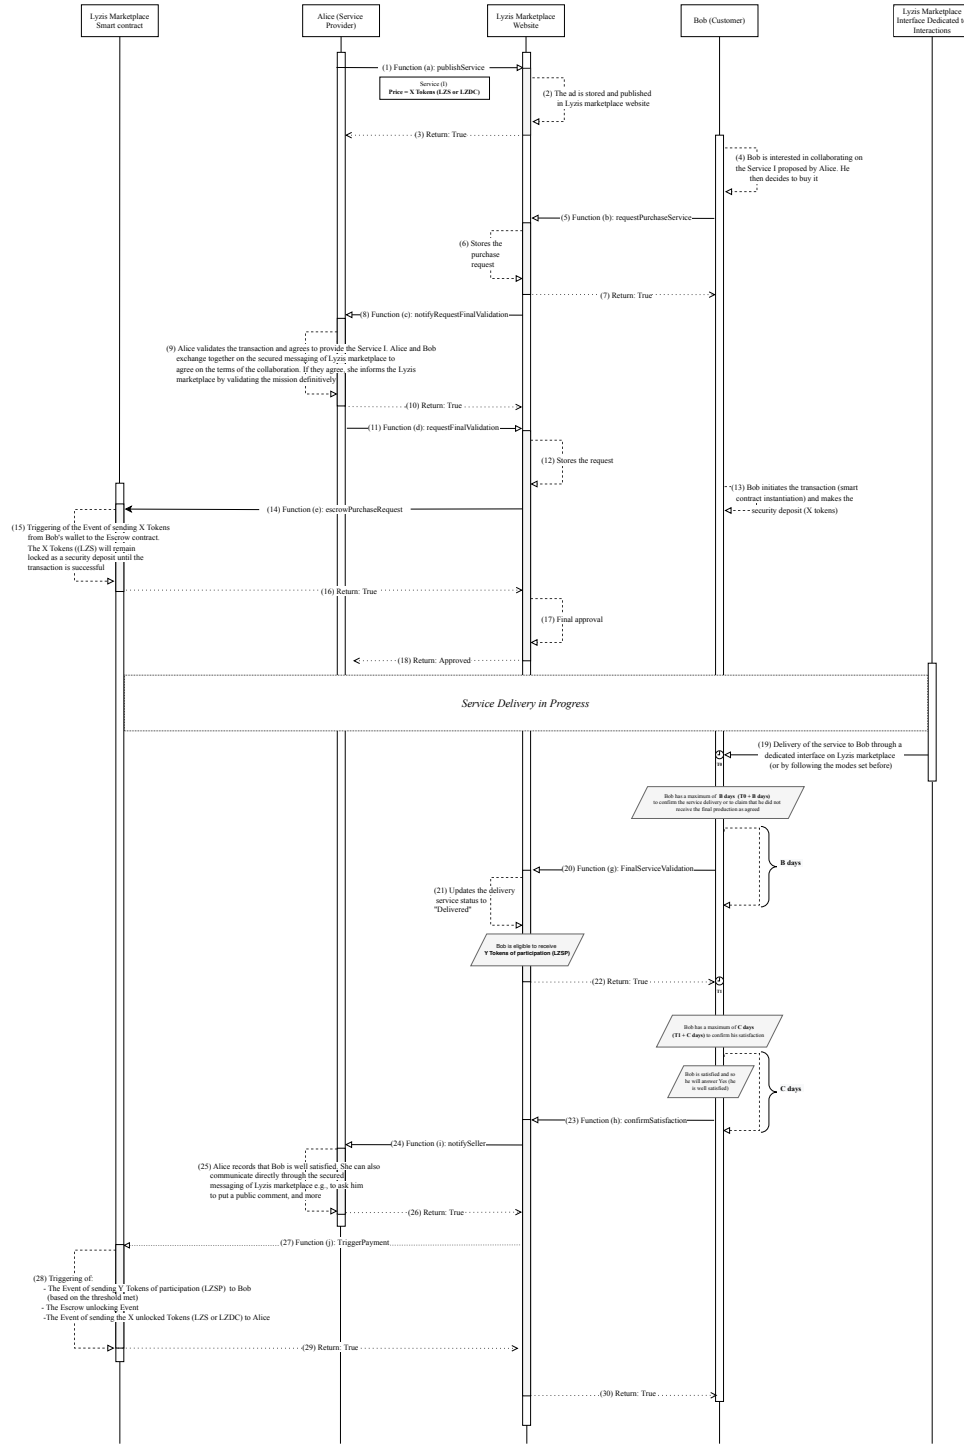 Lyzis Marketplace
Smart contract
Alice (Service
Provider)
Lyzis Marketplace
Website
Bob (Customer)
Lyzis Marketplace
Interface Dedicated to
Interactions
(1) Function (a): publishService
Service (I)
Price = X Tokens (LZS or LZDC)
(2) The ad is stored and published
in Lyzis marketplace website
(3) Return: True
(4) Bob is interested in collaborating on
the Service I proposed by Alice. He
then decides to buy it
(5) Function (b): requestPurchaseService
(6) Stores the
purchase
request
(7) Return: True
(8) Function (c): notifyRequestFinalValidation
(9) Alice validates the transaction and agrees to provide the Service I. Alice and Bob
exchange together on the secured messaging of Lyzis marketplace to
agree on the terms of the collaboration. If they agree, she informs the Lyzis
marketplace by validating the mission definitively
(10) Return: True
(11) Function (d): requestFinalValidation
(12) Stores the request
(13) Bob initiates the transaction (smart
contract instantiation) and makes the
security deposit (X tokens)
(14) Function (e): escrowPurchaseRequest
(15) Triggering of the Event of sending X Tokens
from Bob's wallet to the Escrow contract.
The X Tokens ((LZS) will remain
locked as a security deposit until the
transaction is successful
(16) Return: True
(17) Final approval
(18) Return: Approved
Service Delivery in Progress
(19) Delivery of the service to Bob through a
dedicated interface on Lyzis marketplace
(or by following the modes set before)
T0
Bob has a maximum of B days (T0 + B days)
to confirm the service delivery or to claim that he did not
receive the final production as agreed
B days
(20) Function (g): FinalServiceValidation
(21) Updates the delivery
service status to
"Delivered"
Bob is eligible to receive
Y Tokens of participation (LZSP)
(22) Return: True
T1
Bob has a maximum of C days
(T1 + C days) to confirm his satisfaction
Bob is satisfied and so
he will answer Yes (he
is well satisfied)
C days
(23) Function (h): confirmSatisfaction
(24) Function (i): notifySeller
(25) Alice records that Bob is well satisfied. She can also
communicate directly through the secured
messaging of Lyzis marketplace e.g., to ask him
to put a public comment, and more
(26) Return: True
(27) Function (j): TriggerPayment
(28) Triggering of:
- The Event of sending Y Tokens of participation (LZSP) to Bob
(based on the threshold met)
- The Escrow unlocking Event
-The Event of sending the X unlocked Tokens (LZS or LZDC) to Alice
(29) Return: True
(30) Return: True